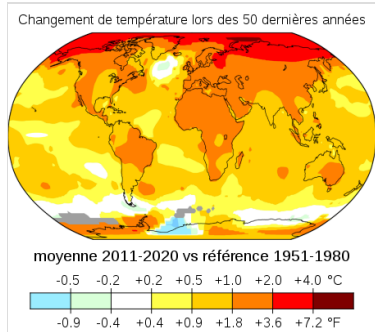 Changement de température lors des 50 dernières années
moyenne 2011-2020 vs référence 1951-1980
-0.5 -0.2 +0.2 +0.5 +1.0 +2.0 +4.0 °C
-0.9 -0.4 +0.4 +0.9 +1.8 +3.6 +7.2 °F